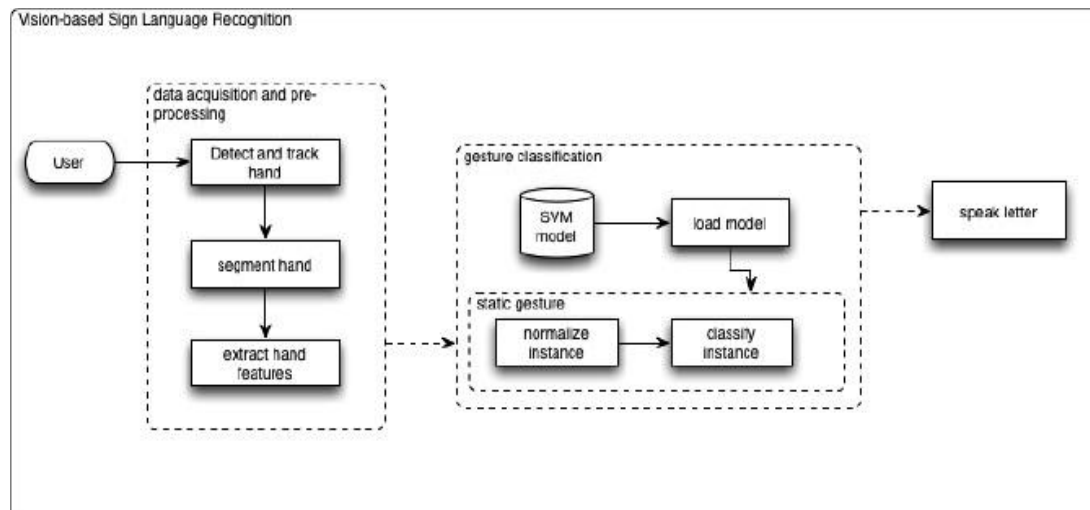 Vision-based Sign Language Recognition
data acquisition and pre-
processing
User
Detect and track
hand
segment hand
extract hand
features
gesture classification
SVM
model
load model
static gesture
normalize
instance
classify
instance
speak letter